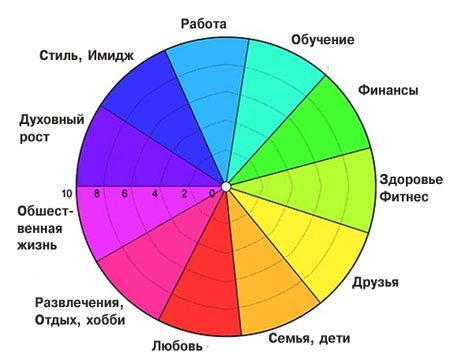 Работа
Обучение
Финансы
Здоровье
Фитнес
Друзья
Семья, дети
Любовь
Развлечения,
Отдых, хобби
Обшест-
венная
жизнь
Духовный
рост
Стиль, Имидж
10 8 6 4 2 0